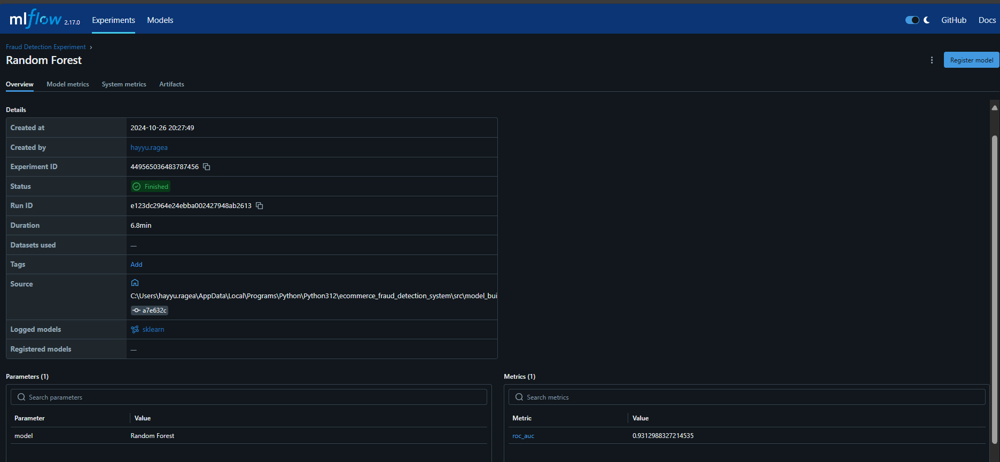 mlflow 2.17.0 Experiments Models GitHub Docs
Fraud Detection Experiment ›
Random Forest
Register model
Overview Model metrics System metrics Artifacts
Details
Created at 2024-10-26 20:27:49
Created by hayyu.ragea
Experiment ID 449565036483787456
Status Finished
Run ID e123dc2964e24ebba002427948ab2613
Duration 6.8min
Datasets used —
Tags Add
Source
C:\Users\hayyu.ragea\AppData\Local\Programs\Python\Python312\ecommerce_fraud_detection_system\src\model_bui
a7e632c
Logged models sklearn
Registered models —
Parameters (1)
Search parameters
Parameter Value
model Random Forest
Metrics (1)
Search metrics
Metric Value
roc_auc 0.9312988327214535